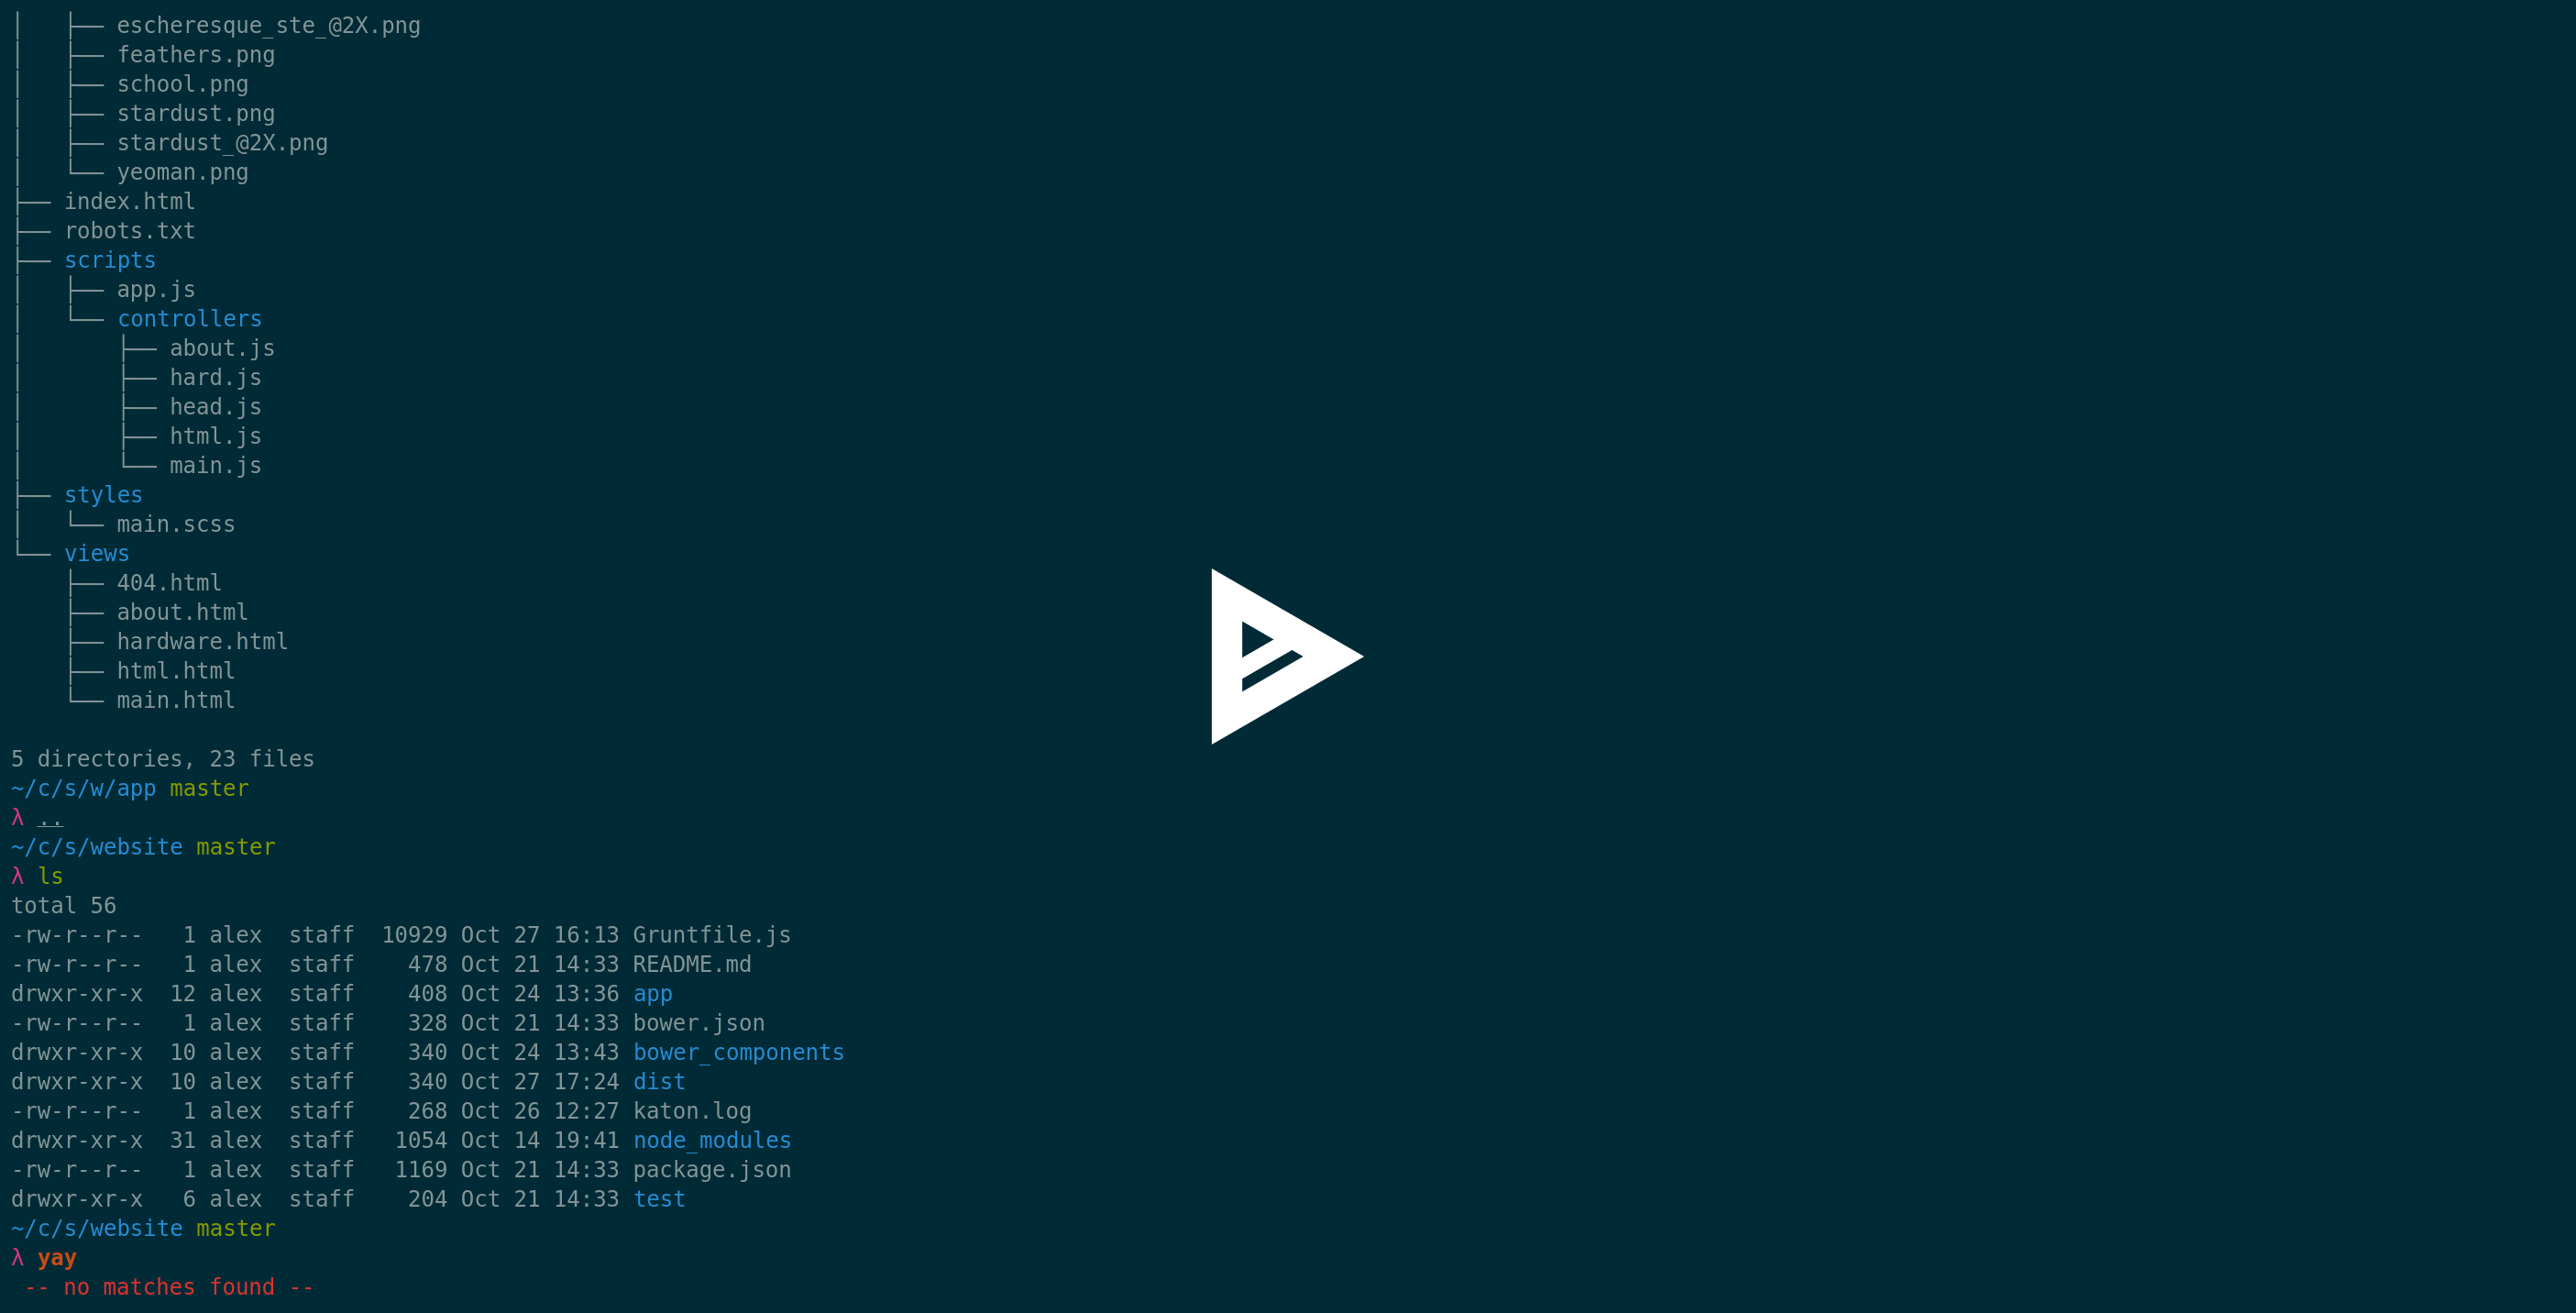 │   ├── escheresque_ste_@2X.png
│   ├── feathers.png
│   ├── school.png
│   ├── stardust.png
│   ├── stardust_@2X.png
│   └── yeoman.png
├── index.html
├── robots.txt
├── scripts
│   ├── app.js
│   └── controllers
│       ├── about.js
│       ├── hard.js
│       ├── head.js
│       ├── html.js
│       └── main.js
├── styles
│   └── main.scss
└── views
    ├── 404.html
    ├── about.html
    ├── hardware.html
    ├── html.html
    └── main.html

5 directories, 23 files
~/c/s/w/app master
λ ..
~/c/s/website master
λ ls
total 56
-rw-r--r--   1 alex  staff  10929 Oct 27 16:13 Gruntfile.js
-rw-r--r--   1 alex  staff    478 Oct 21 14:33 README.md
drwxr-xr-x  12 alex  staff    408 Oct 24 13:36 app
-rw-r--r--   1 alex  staff    328 Oct 21 14:33 bower.json
drwxr-xr-x  10 alex  staff    340 Oct 24 13:43 bower_components
drwxr-xr-x  10 alex  staff    340 Oct 27 17:24 dist
-rw-r--r--   1 alex  staff    268 Oct 26 12:27 katon.log
drwxr-xr-x  31 alex  staff   1054 Oct 14 19:41 node_modules
-rw-r--r--   1 alex  staff   1169 Oct 21 14:33 package.json
drwxr-xr-x   6 alex  staff    204 Oct 21 14:33 test
~/c/s/website master
λ yay
 -- no matches found --